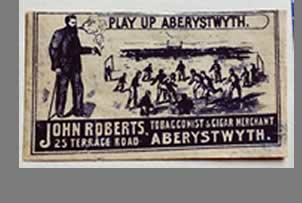 PLAY UP ABERYSTWYTH.
JOHN ROBERTS, TOBACCONIST & CIGAR MERCHANT
25 TERRACE ROAD ABERYSTWYTH.